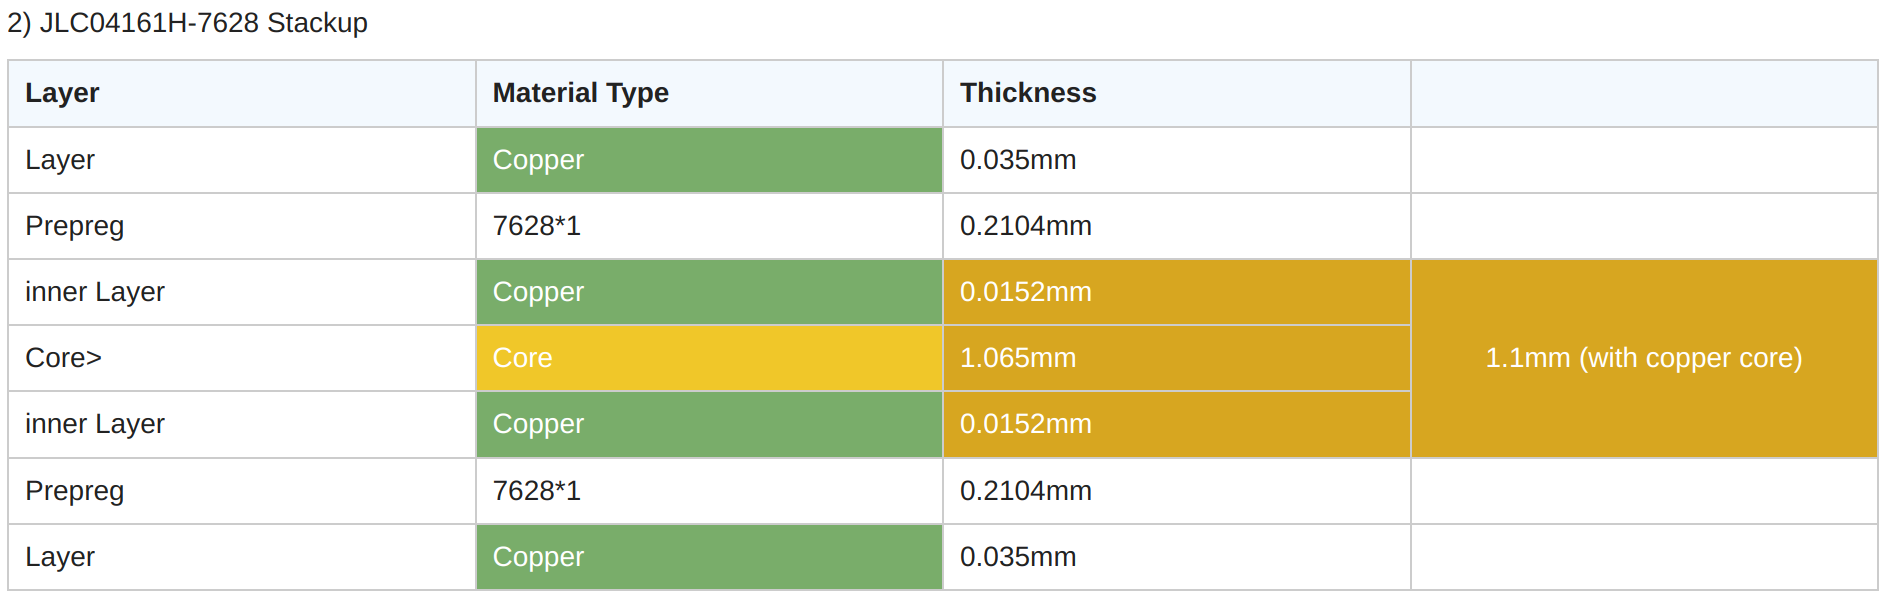 2) JLC04161H-7628 Stackup
Layer Material Type Thickness
Layer Copper 0.035mm
Prepreg 7628*1 0.2104mm
inner Layer Copper 0.0152mm
Core> Core 1.065mm 1.1mm (with copper core)
inner Layer Copper 0.0152mm
Prepreg 7628*1 0.2104mm
Layer Copper 0.035mm